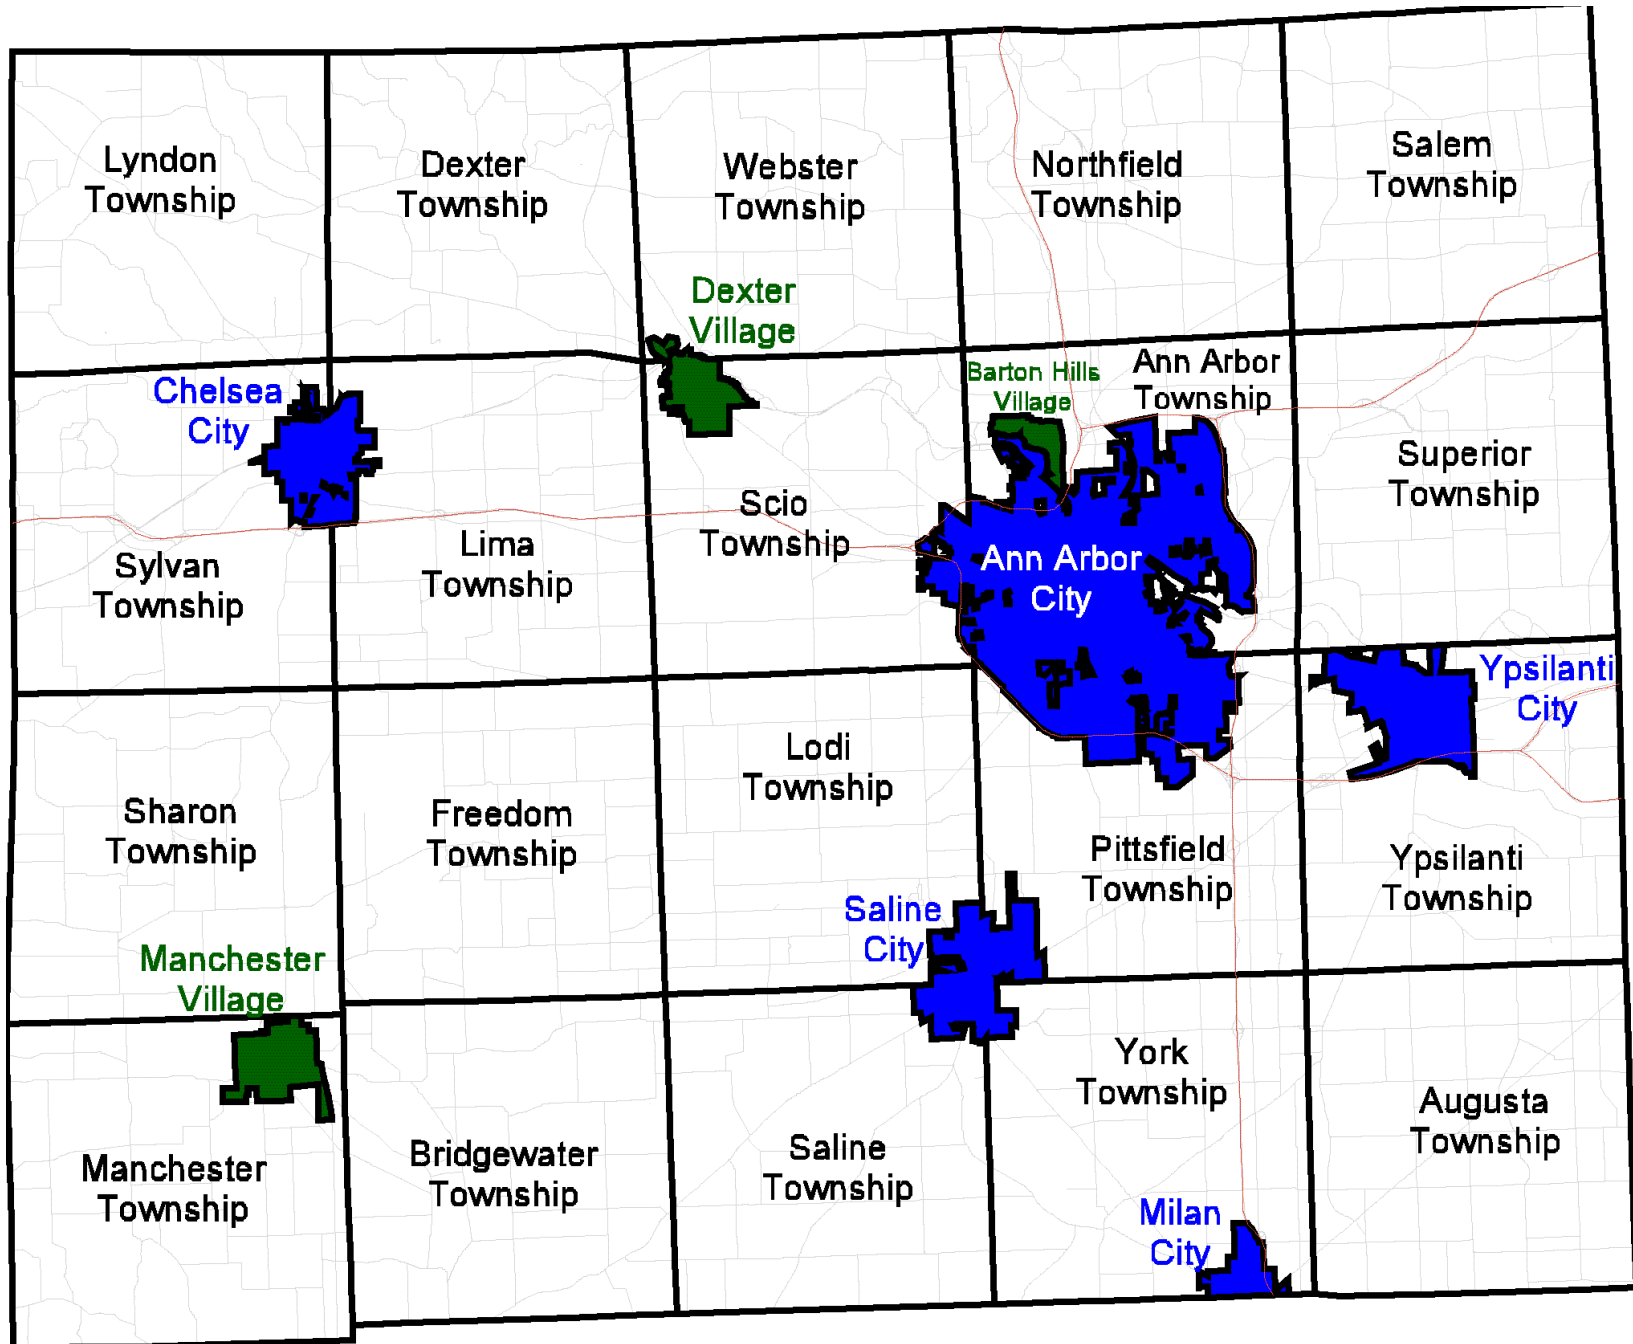 Lyndon
Township
Dexter
Township
Webster
Township
Northfield
Township
Salem
Township
Dexter
Village
Chelsea
City
Barton Hills
Village
Ann Arbor
Township
Superior
Township
Scio
Township
Lima
Township
Sylvan
Township
Ann Arbor
City
Ypsilanti
City
Lodi
Township
Sharon
Township
Freedom
Township
Pittsfield
Township
Ypsilanti
Township
Saline
City
Manchester
Village
York
Township
Augusta
Township
Manchester
Township
Bridgewater
Township
Saline
Township
Milan
City